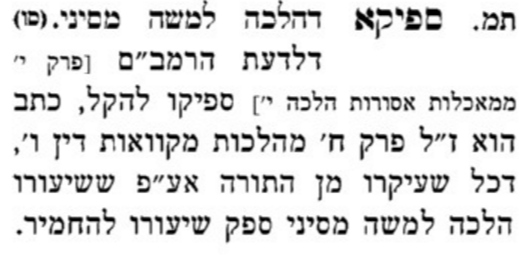 תמ. ספיקא דהלכה למשה מסיני. (סו)
דלדעת הרמב״ם [פרק י׳
ממאכלות אסורות הלכה י׳] ספיקו להקל, כתב
הוא ז״ל פרק ח׳ מהלכות מקוואות דין ו׳,
דכל שעיקרו מן התורה אע״פ ששיעורו
הלכה למשה מסיני ספק שיעורו להחמיר.